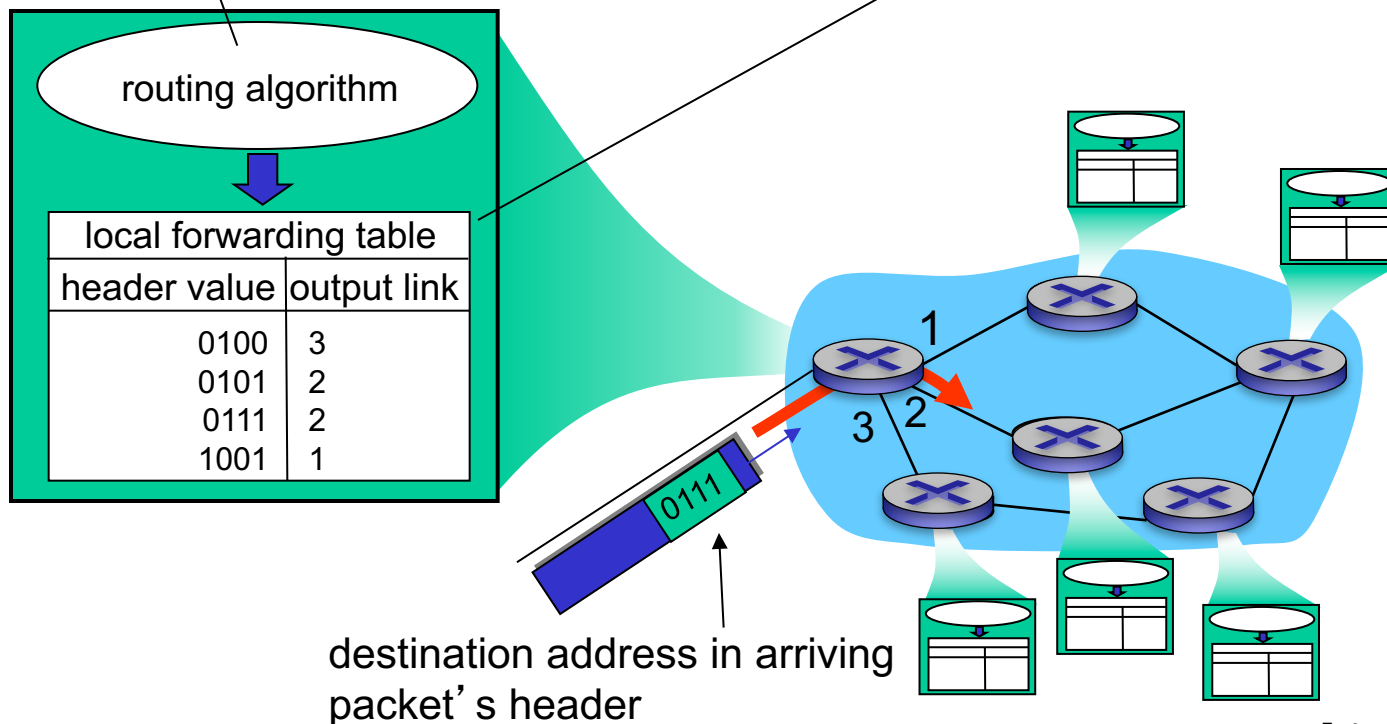 routing algorithm
local forwarding table
header value output link
0100 3
0101 2
0111 2
1001 1
1
2
3
0111
destination address in arriving
packet’s header